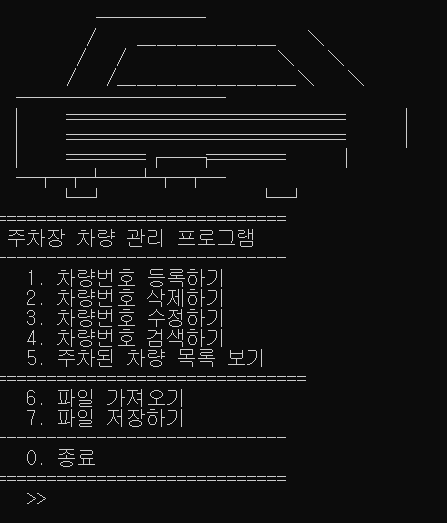 주차장 차량 관리 프로그램
1. 차량번호 등록하기
2. 차량번호 삭제하기
3. 차량번호 수정하기
4. 차량번호 검색하기
5. 주차된 차량 목록 보기
6. 파일 가져오기
7. 파일 저장하기
0. 종료
>>